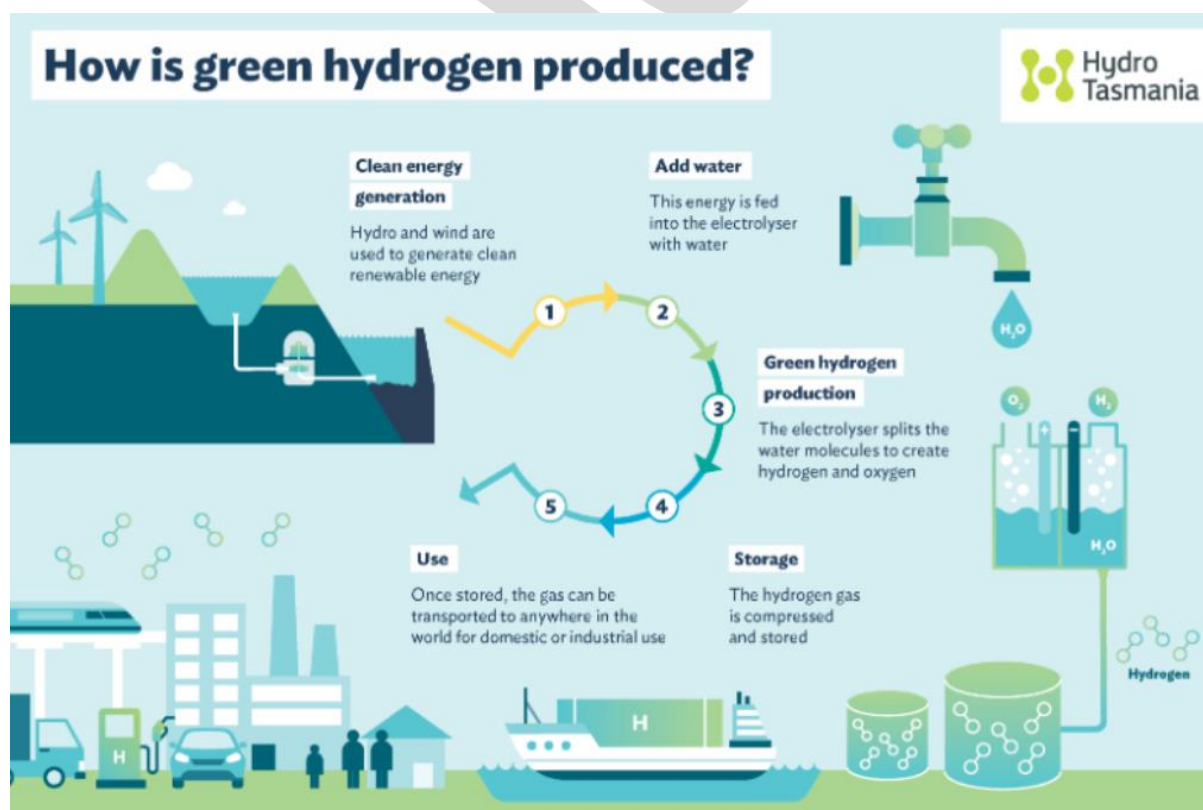 How is green hydrogen produced?
Hydro
Tasmania
Clean energy
generation
Hydro and wind are
used to generate clean
renewable energy
Add water
This energy is fed
into the electrolyser
with water
H₂O
1
2
3
4
5
Green hydrogen
production
The electrolyser splits the
water molecules to create
hydrogen and oxygen
O₂
H₂
+
−
H₂O
Use
Once stored, the gas can be
transported to anywhere in the
world for domestic or industrial use
Storage
The hydrogen gas
is compressed
and stored
Hydrogen
H
H